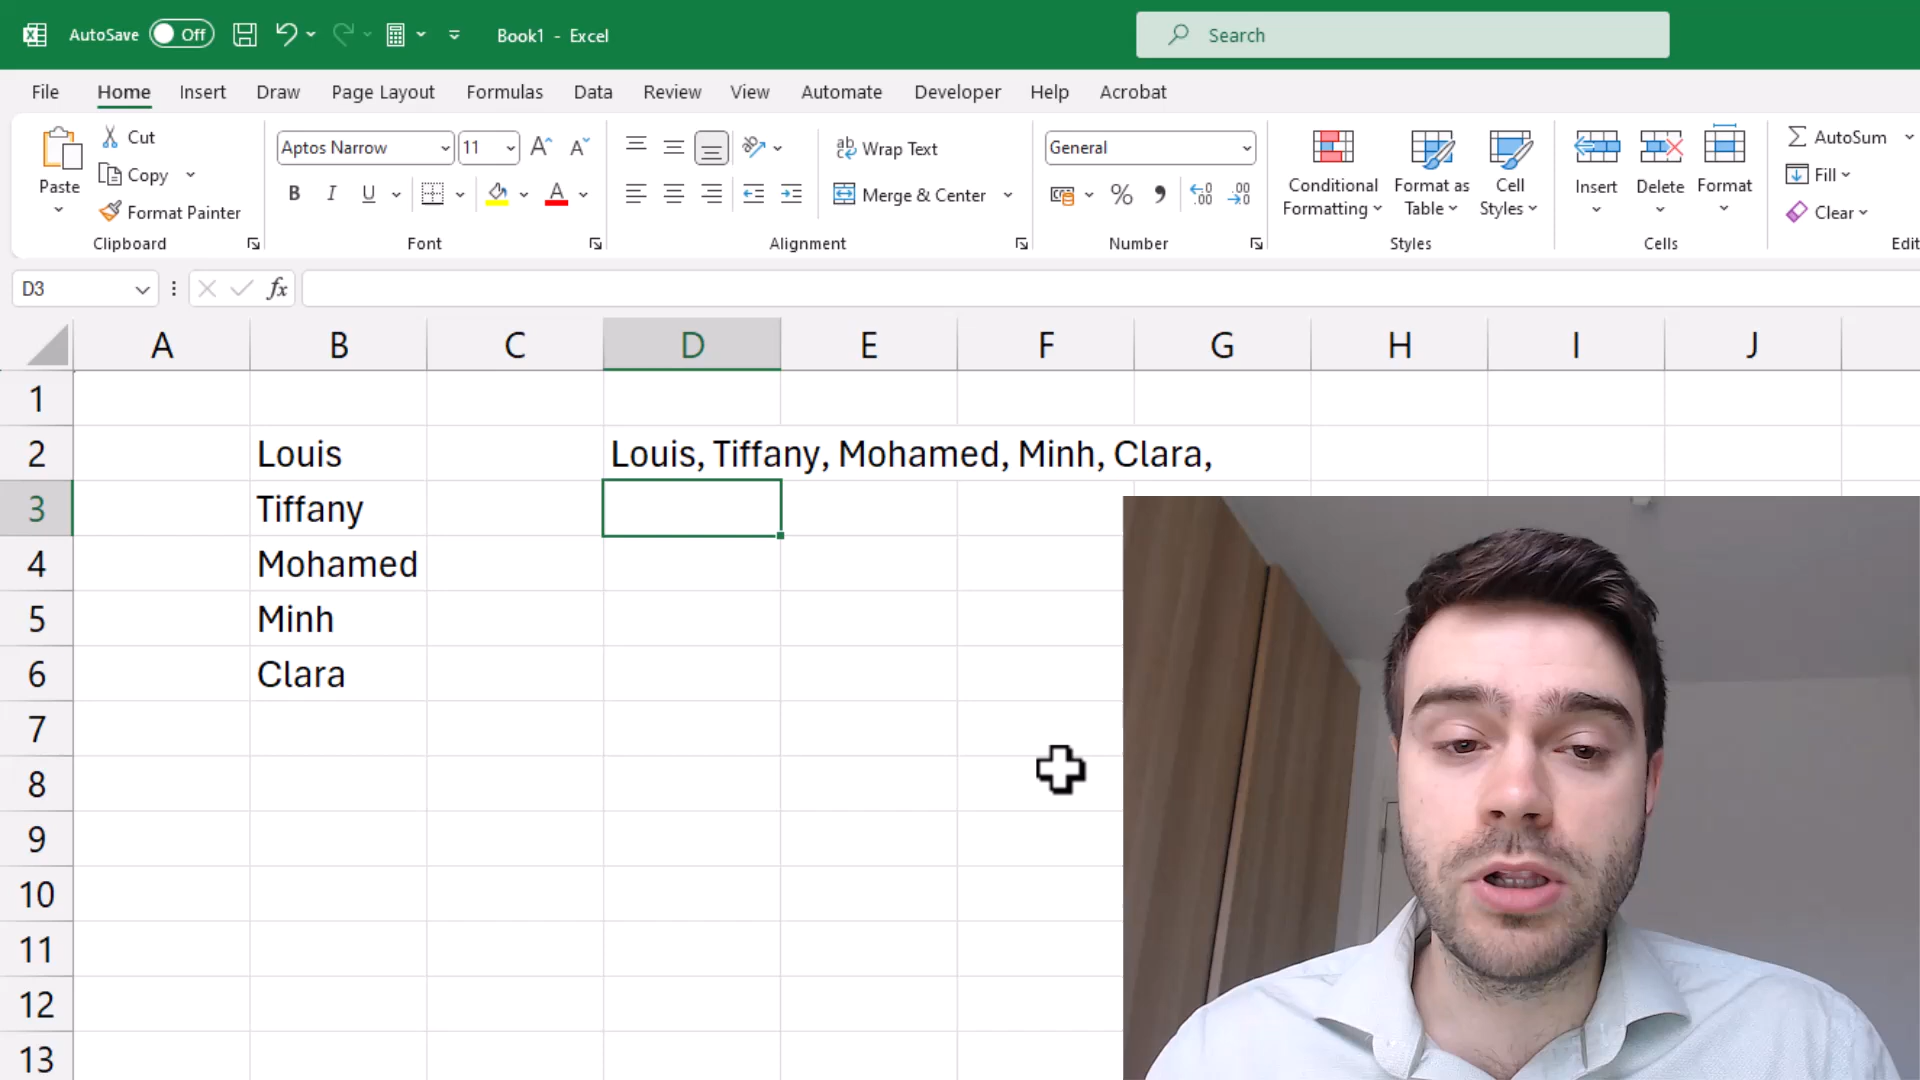 AutoSave Off Book1 - Excel Search
File Home Insert Draw Page Layout Formulas Data Review View Automate Developer Help Acrobat
Paste
Cut
Copy
Format Painter
Clipboard
Aptos Narrow 11
B I U
Font
Wrap Text
Merge & Center
Alignment
General
Number
Conditional
Formatting
Format as
Table
Cell
Styles
Styles
Insert Delete Format
Cells
AutoSum
Fill
Clear
Edit
D3 fx
A B C D E F G H I J
1
2 Louis Louis, Tiffany, Mohamed, Minh, Clara,
3 Tiffany
4 Mohamed
5 Minh
6 Clara
7
8
9
10
11
12
13